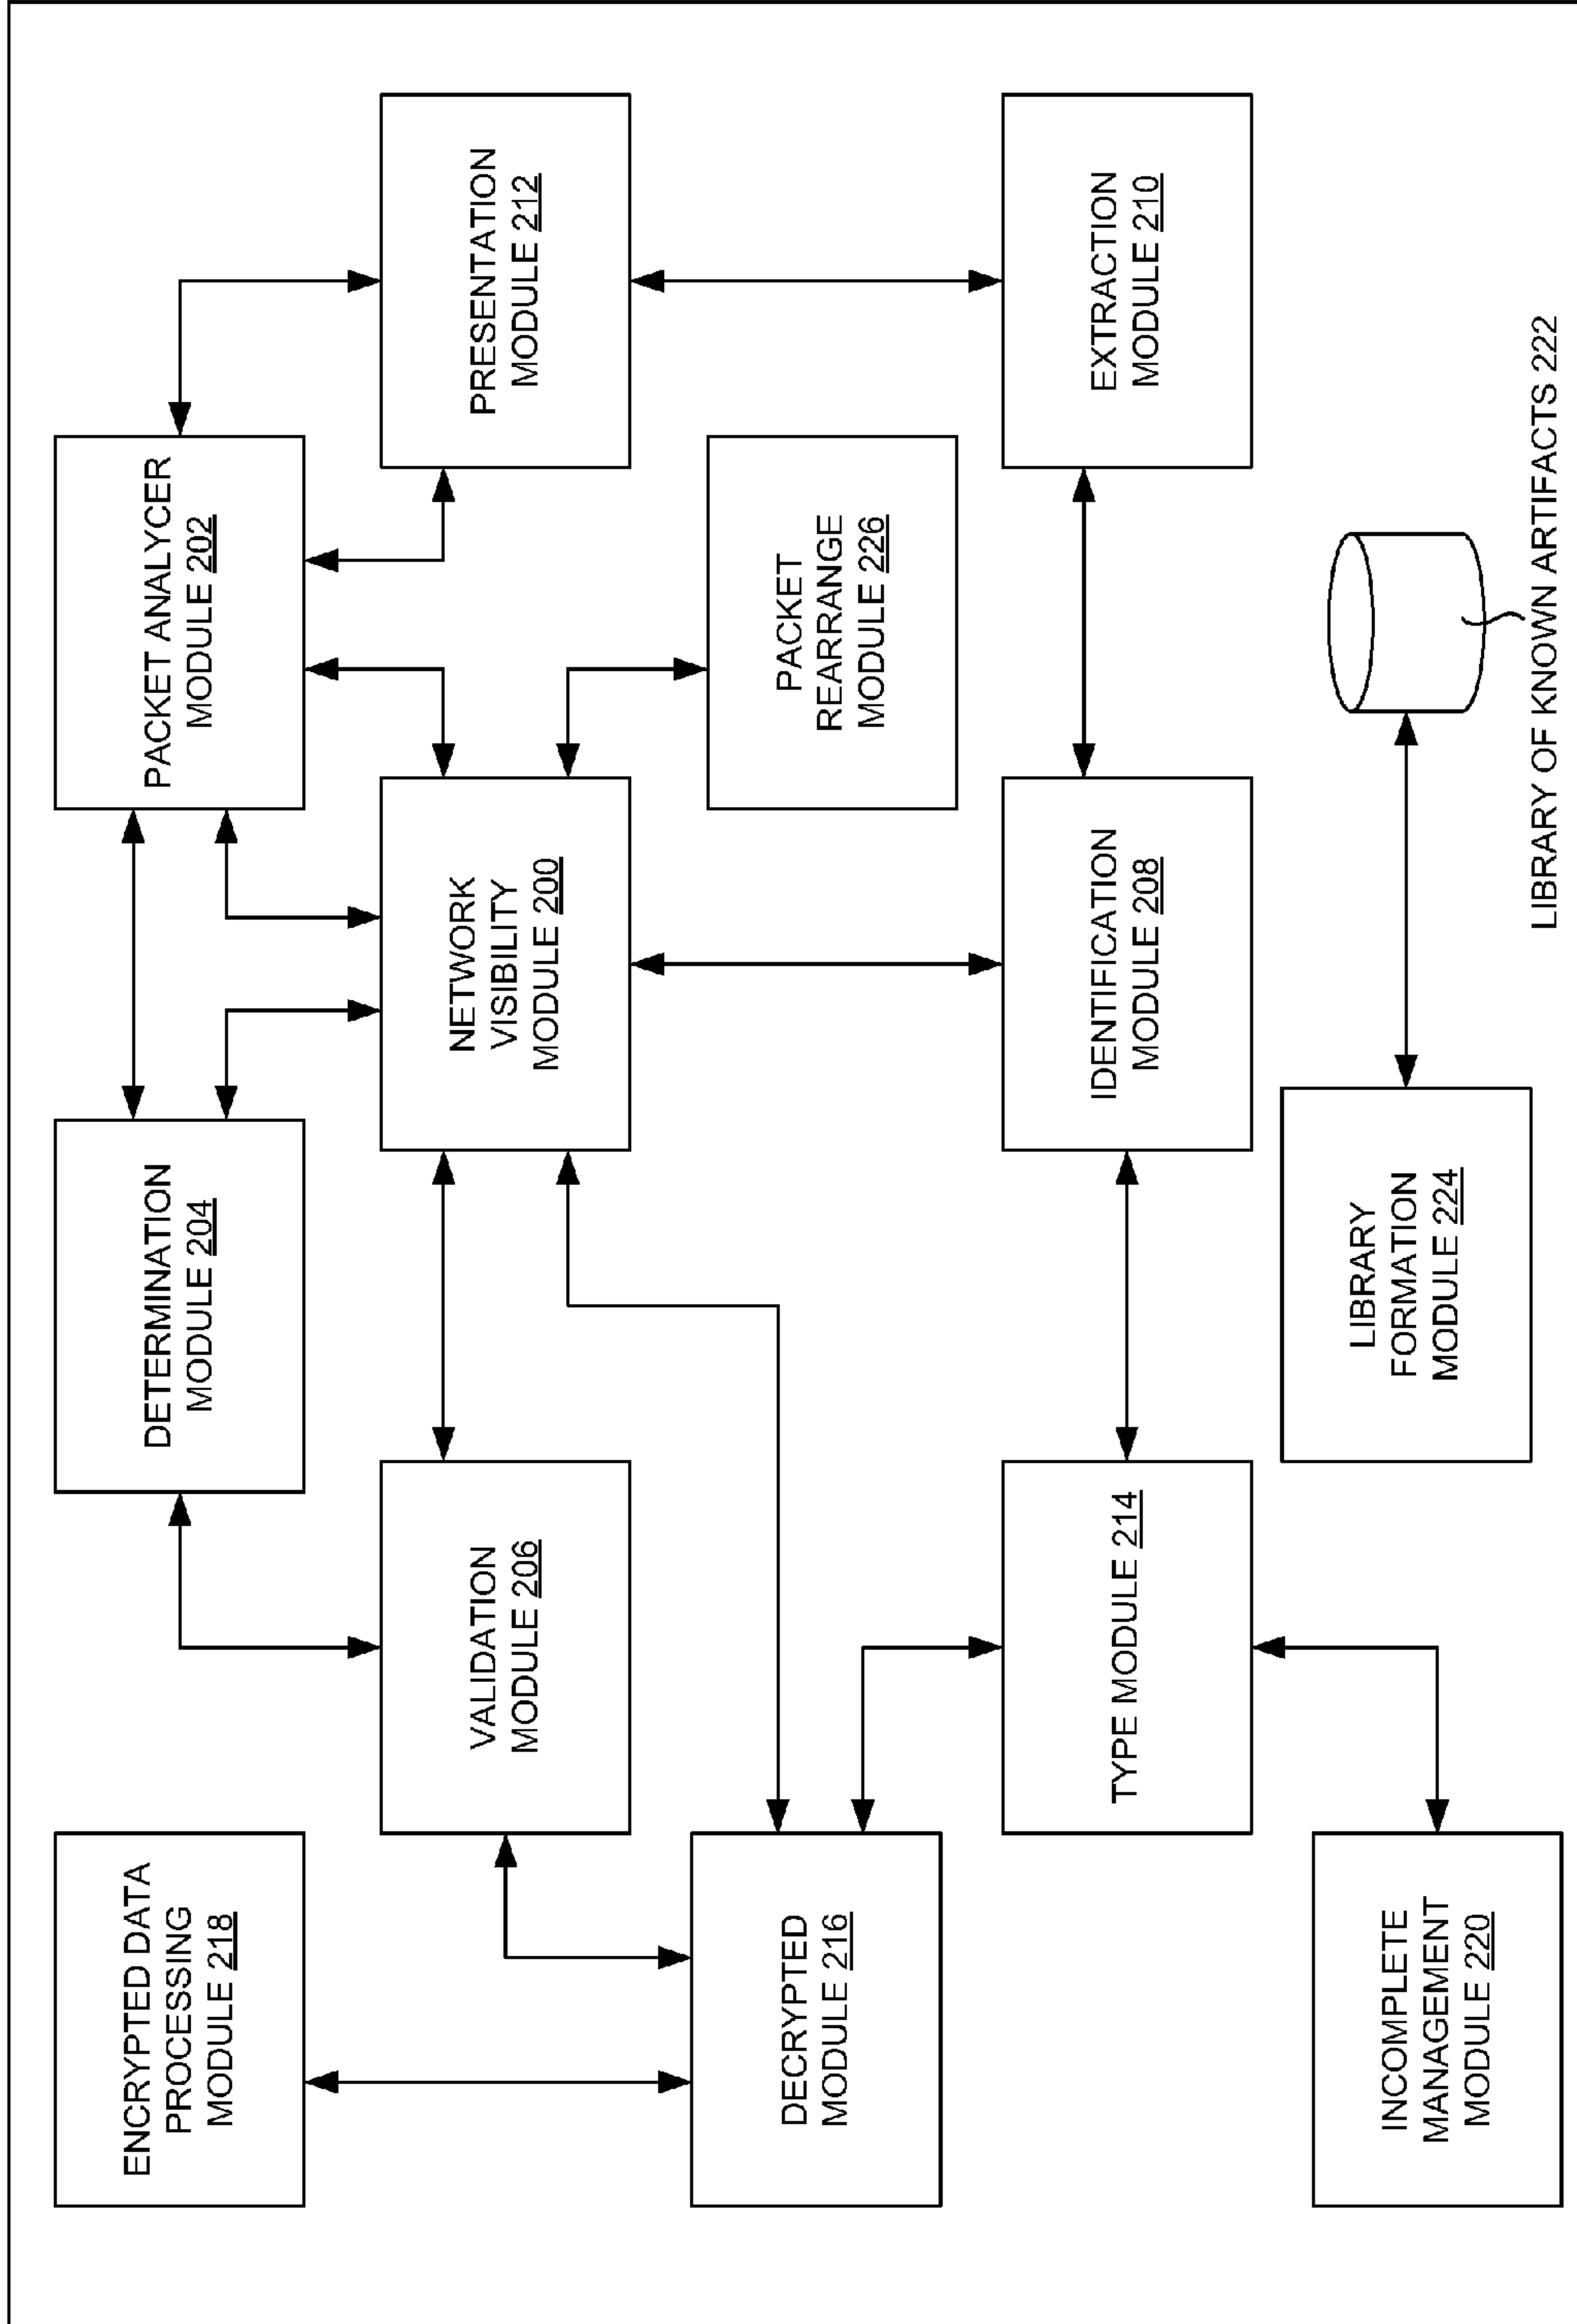 ENCRYPTED DATA
PROCESSING
MODULE 218
DETERMINATION
MODULE 204
PACKET ANALYCER
MODULE 202
VALIDATION
MODULE 206
NETWORK
VISIBILITY
MODULE 200
PRESENTATION
MODULE 212
DECRYPTED
MODULE 216
PACKET
REARRANGE
MODULE 226
TYPE MODULE 214
IDENTIFICATION
MODULE 208
EXTRACTION
MODULE 210
INCOMPLETE
MANAGEMENT
MODULE 220
LIBRARY
FORMATION
MODULE 224
LIBRARY OF KNOWN ARTIFACTS 222